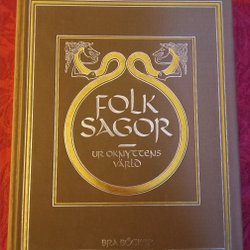 FOLK
SAGOR
UR OKNYTTENS
VÄRLD
BRA BÖCKER